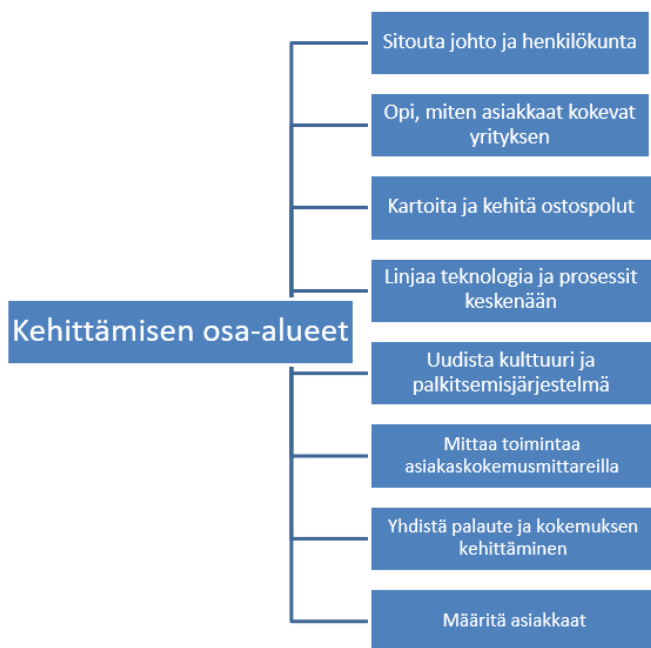 Kehittämisen osa-alueet
Sitouta johto ja henkilökunta
Opi, miten asiakkaat kokevat
yrityksen
Kartoita ja kehitä ostospolut
Linjaa teknologia ja prosessit
keskenään
Uudista kulttuuri ja
palkitsemisjärjestelmä
Mittaa toimintaa
asiakaskokemusmittareilla
Yhdistä palaute ja kokemuksen
kehittäminen
Määritä asiakkaat